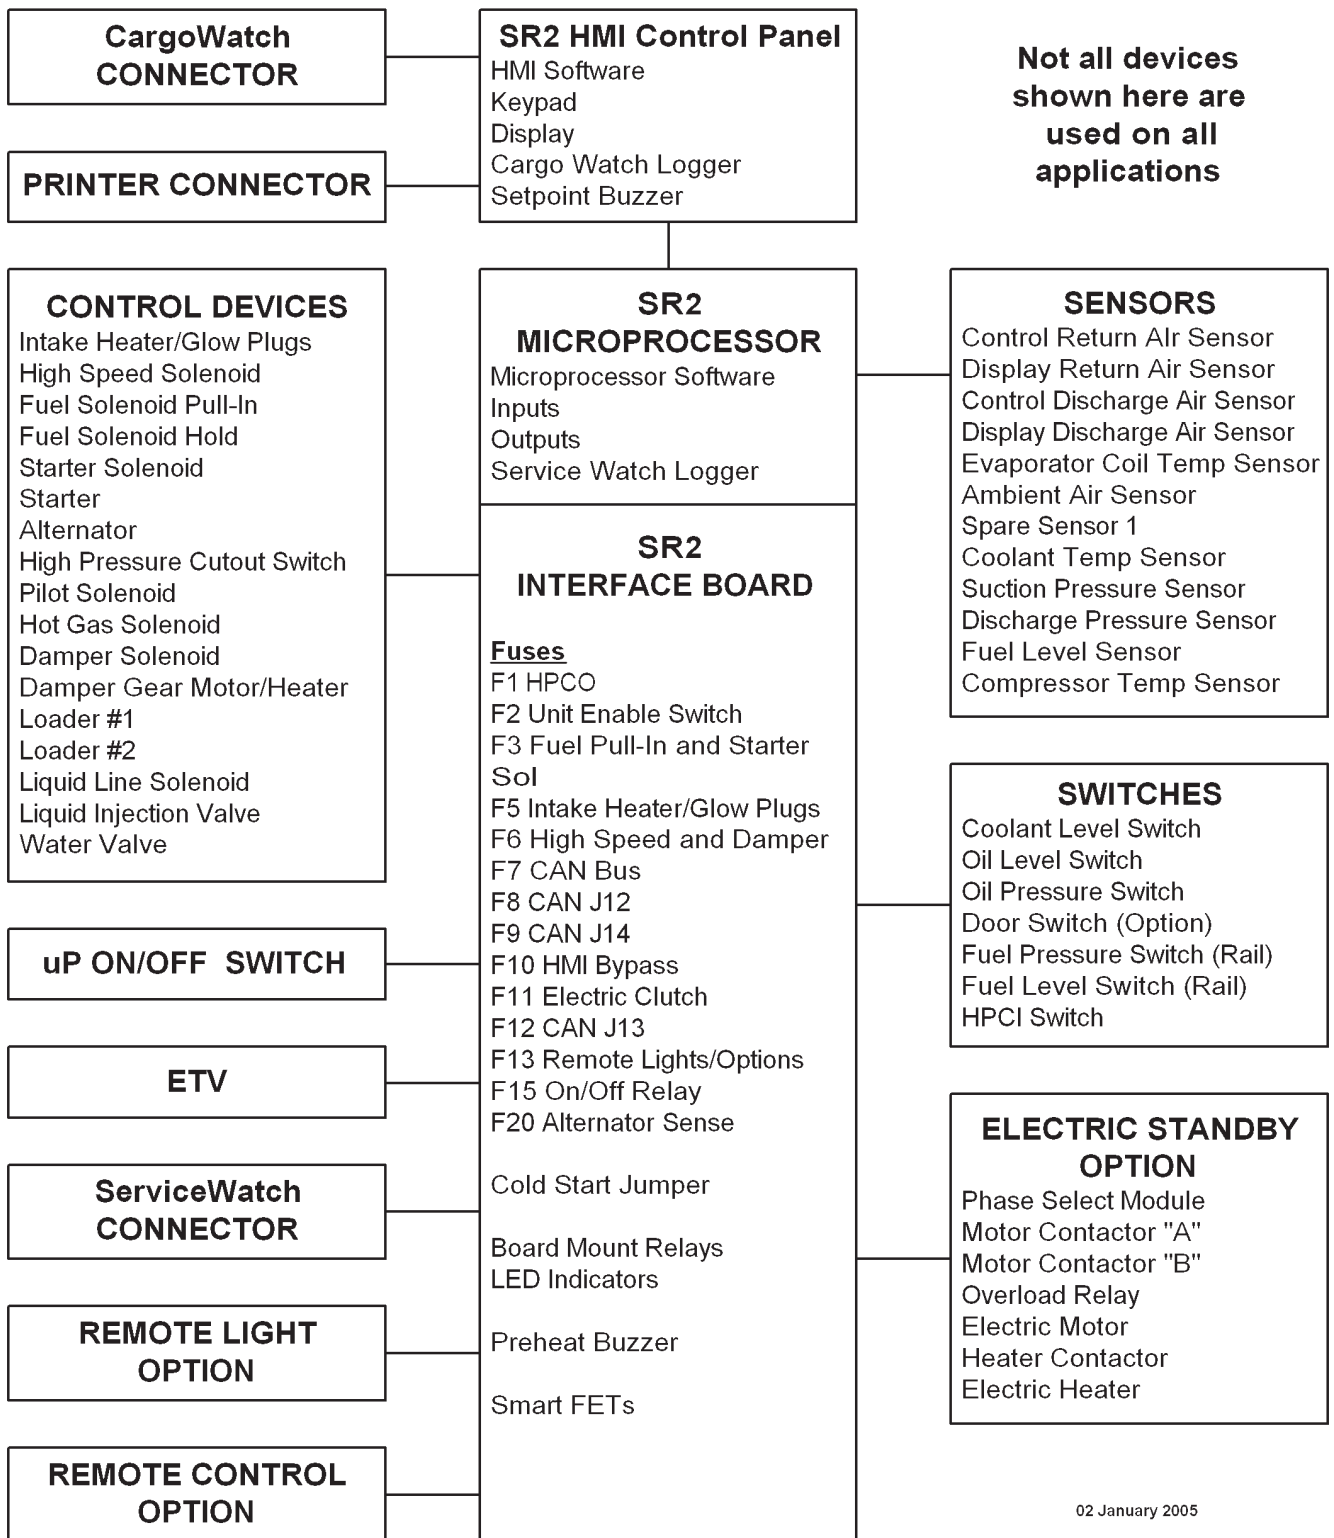 CargoWatch
CONNECTOR
PRINTER CONNECTOR
SR2 HMI Control Panel
HMI Software
Keypad
Display
Cargo Watch Logger
Setpoint Buzzer
Not all devices
shown here are
used on all
applications
CONTROL DEVICES
Intake Heater/Glow Plugs
High Speed Solenoid
Fuel Solenoid Pull-In
Fuel Solenoid Hold
Starter Solenoid
Starter
Alternator
High Pressure Cutout Switch
Pilot Solenoid
Hot Gas Solenoid
Damper Solenoid
Damper Gear Motor/Heater
Loader #1
Loader #2
Liquid Line Solenoid
Liquid Injection Valve
Water Valve
uP ON/OFF SWITCH
ETV
ServiceWatch
CONNECTOR
REMOTE LIGHT
OPTION
REMOTE CONTROL
OPTION
SR2
MICROPROCESSOR
Microprocessor Software
Inputs
Outputs
Service Watch Logger
SR2
INTERFACE BOARD
Fuses
F1 HPCO
F2 Unit Enable Switch
F3 Fuel Pull-In and Starter
Sol
F5 Intake Heater/Glow Plugs
F6 High Speed and Damper
F7 CAN Bus
F8 CAN J12
F9 CAN J14
F10 HMI Bypass
F11 Electric Clutch
F12 CAN J13
F13 Remote Lights/Options
F15 On/Off Relay
F20 Alternator Sense
Cold Start Jumper
Board Mount Relays
LED Indicators
Preheat Buzzer
Smart FETs
SENSORS
Control Return AIr Sensor
Display Return Air Sensor
Control Discharge Air Sensor
Display Discharge Air Sensor
Evaporator Coil Temp Sensor
Ambient Air Sensor
Spare Sensor 1
Coolant Temp Sensor
Suction Pressure Sensor
Discharge Pressure Sensor
Fuel Level Sensor
Compressor Temp Sensor
SWITCHES
Coolant Level Switch
Oil Level Switch
Oil Pressure Switch
Door Switch (Option)
Fuel Pressure Switch (Rail)
Fuel Level Switch (Rail)
HPCI Switch
ELECTRIC STANDBY
OPTION
Phase Select Module
Motor Contactor "A"
Motor Contactor "B"
Overload Relay
Electric Motor
Heater Contactor
Electric Heater
02 January 2005